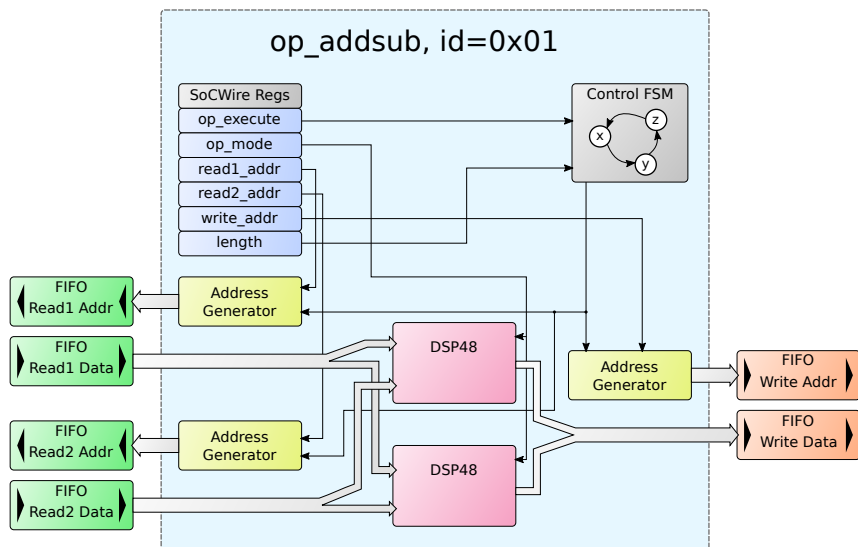 op_addsub, id=0x01
SoCWire Regs
op_execute
op_mode
read1_addr
read2_addr
write_addr
length
Control FSM
x
z
y
FIFO
Read1 Addr
Address
Generator
FIFO
Read1 Data
DSP48
Address
Generator
FIFO
Write Addr
FIFO
Read2 Addr
Address
Generator
FIFO
Write Data
DSP48
FIFO
Read2 Data